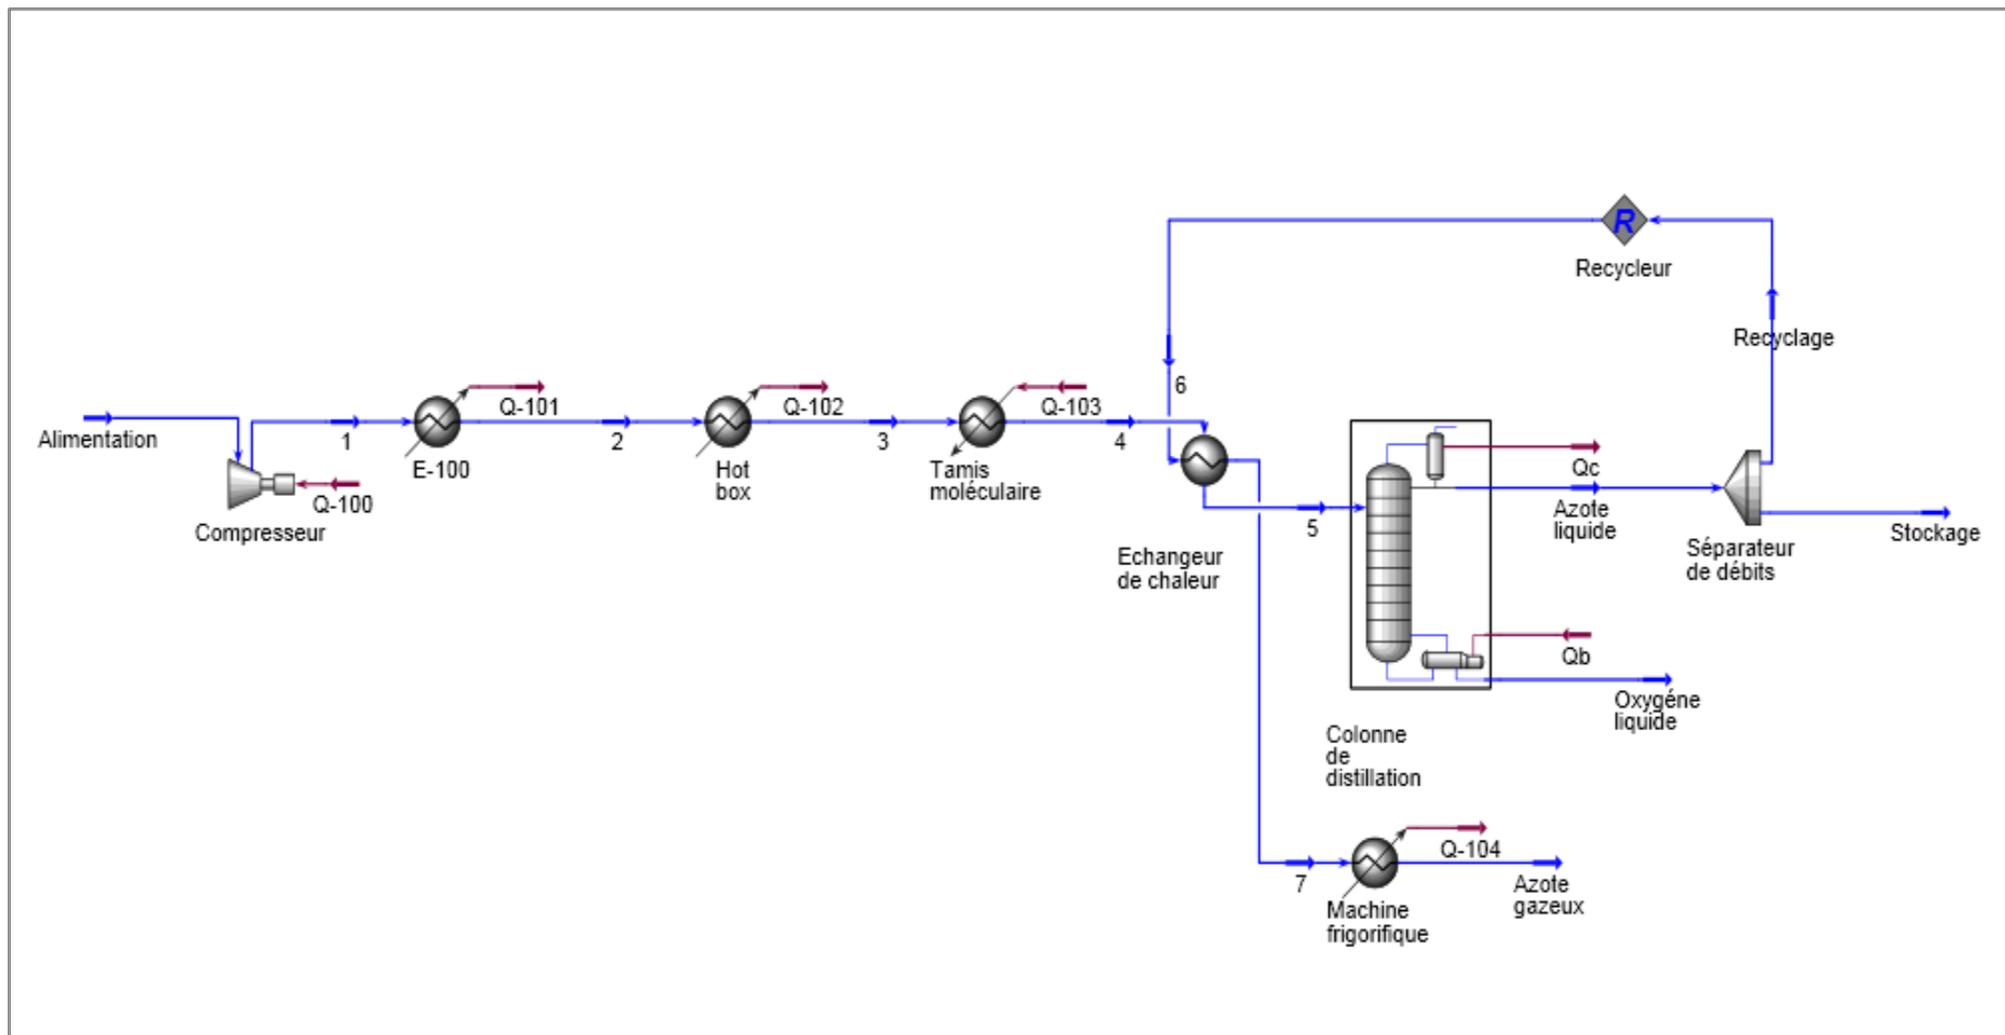 R
Recycleur
Recyclage
Q-101
Q-102
Q-103
6
Alimentation
1
2
3
4
E-100
Hot
box
Tamis
moléculaire
Q-100
Compresseur
Qc
Azote
liquide
5
Echangeur
de chaleur
Séparateur
de débits
Stockage
Qb
Oxygéne
liquide
Colonne
de
distillation
Q-104
7
Azote
gazeux
Machine
frigorifique